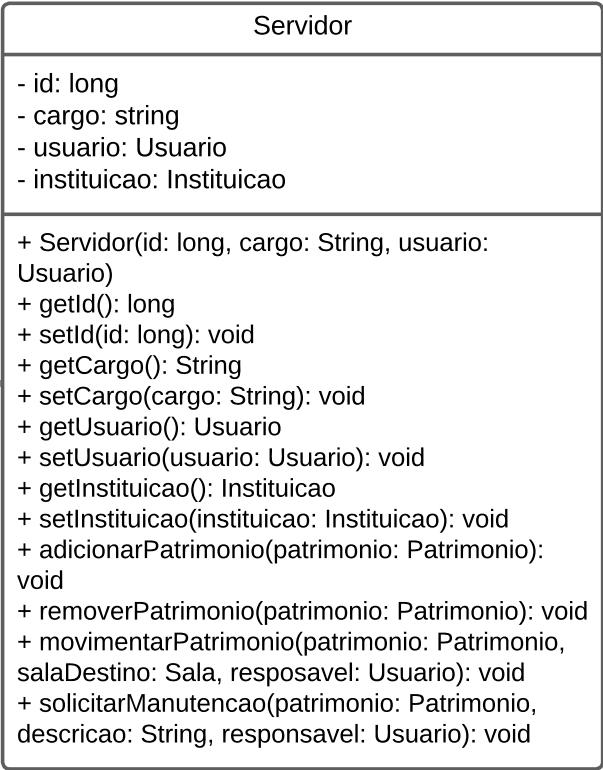 Servidor
- id: long
- cargo: string
- usuario: Usuario
- instituicao: Instituicao
+ Servidor(id: long, cargo: String, usuario:
Usuario)
+ getId(): long
+ setId(id: long): void
+ getCargo(): String
+ setCargo(cargo: String): void
+ getUsuario(): Usuario
+ setUsuario(usuario: Usuario): void
+ getInstituicao(): Instituicao
+ setInstituicao(instituicao: Instituicao): void
+ adicionarPatrimonio(patrimonio: Patrimonio):
void
+ removerPatrimonio(patrimonio: Patrimonio): void
+ movimentarPatrimonio(patrimonio: Patrimonio,
salaDestino: Sala, resposavel: Usuario): void
+ solicitarManutencao(patrimonio: Patrimonio,
descricao: String, responsavel: Usuario): void